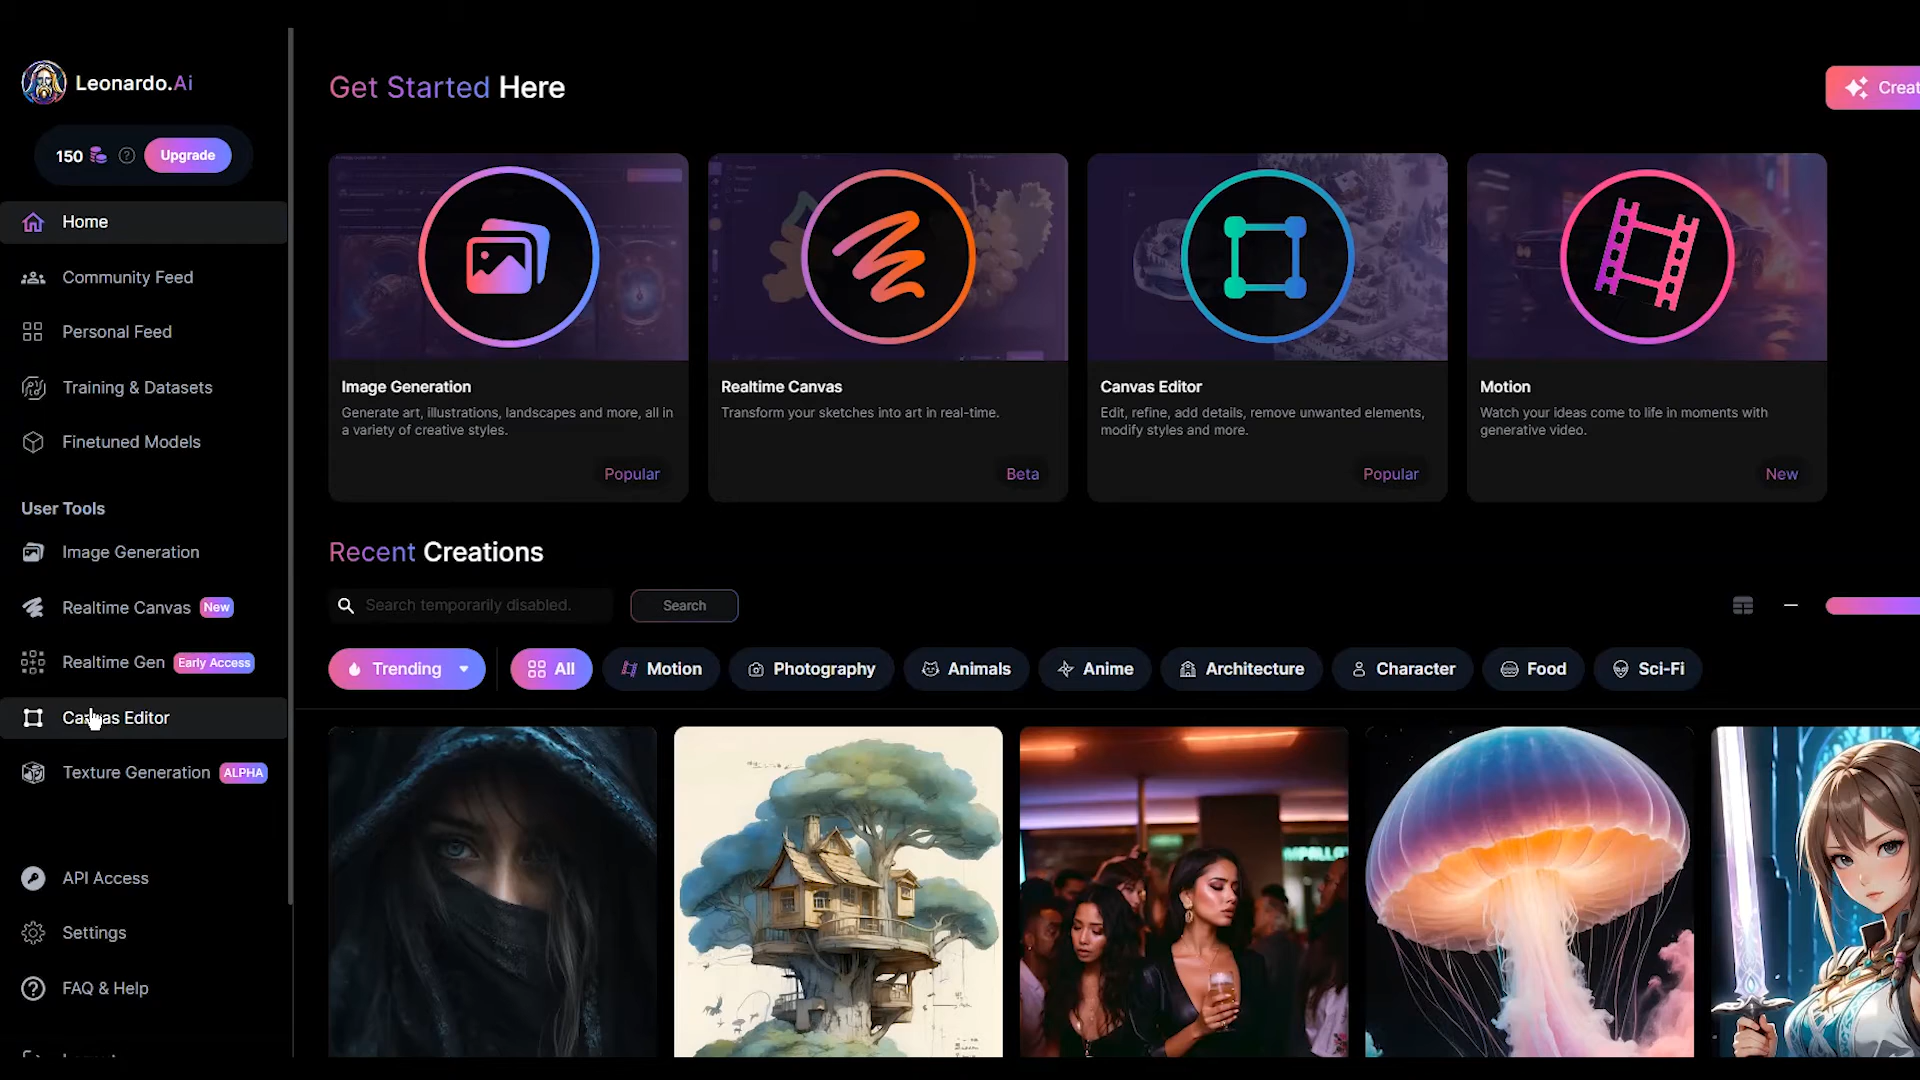 Leonardo.Ai
150
Upgrade
Home
Community Feed
Personal Feed
Training & Datasets
Finetuned Models
User Tools
Image Generation
Realtime Canvas New
Realtime Gen Early Access
Canvas Editor
Texture Generation ALPHA
API Access
Settings
FAQ & Help
Get Started Here
Creat
Image Generation
Generate art, illustrations, landscapes and more, all in
a variety of creative styles.
Popular
Realtime Canvas
Transform your sketches into art in real-time.
Beta
Canvas Editor
Edit, refine, add details, remove unwanted elements,
modify styles and more.
Popular
Motion
Watch your ideas come to life in moments with
generative video.
New
Recent Creations
Search temporarily disabled.
Search
Trending
All
Motion
Photography
Animals
Anime
Architecture
Character
Food
Sci-Fi